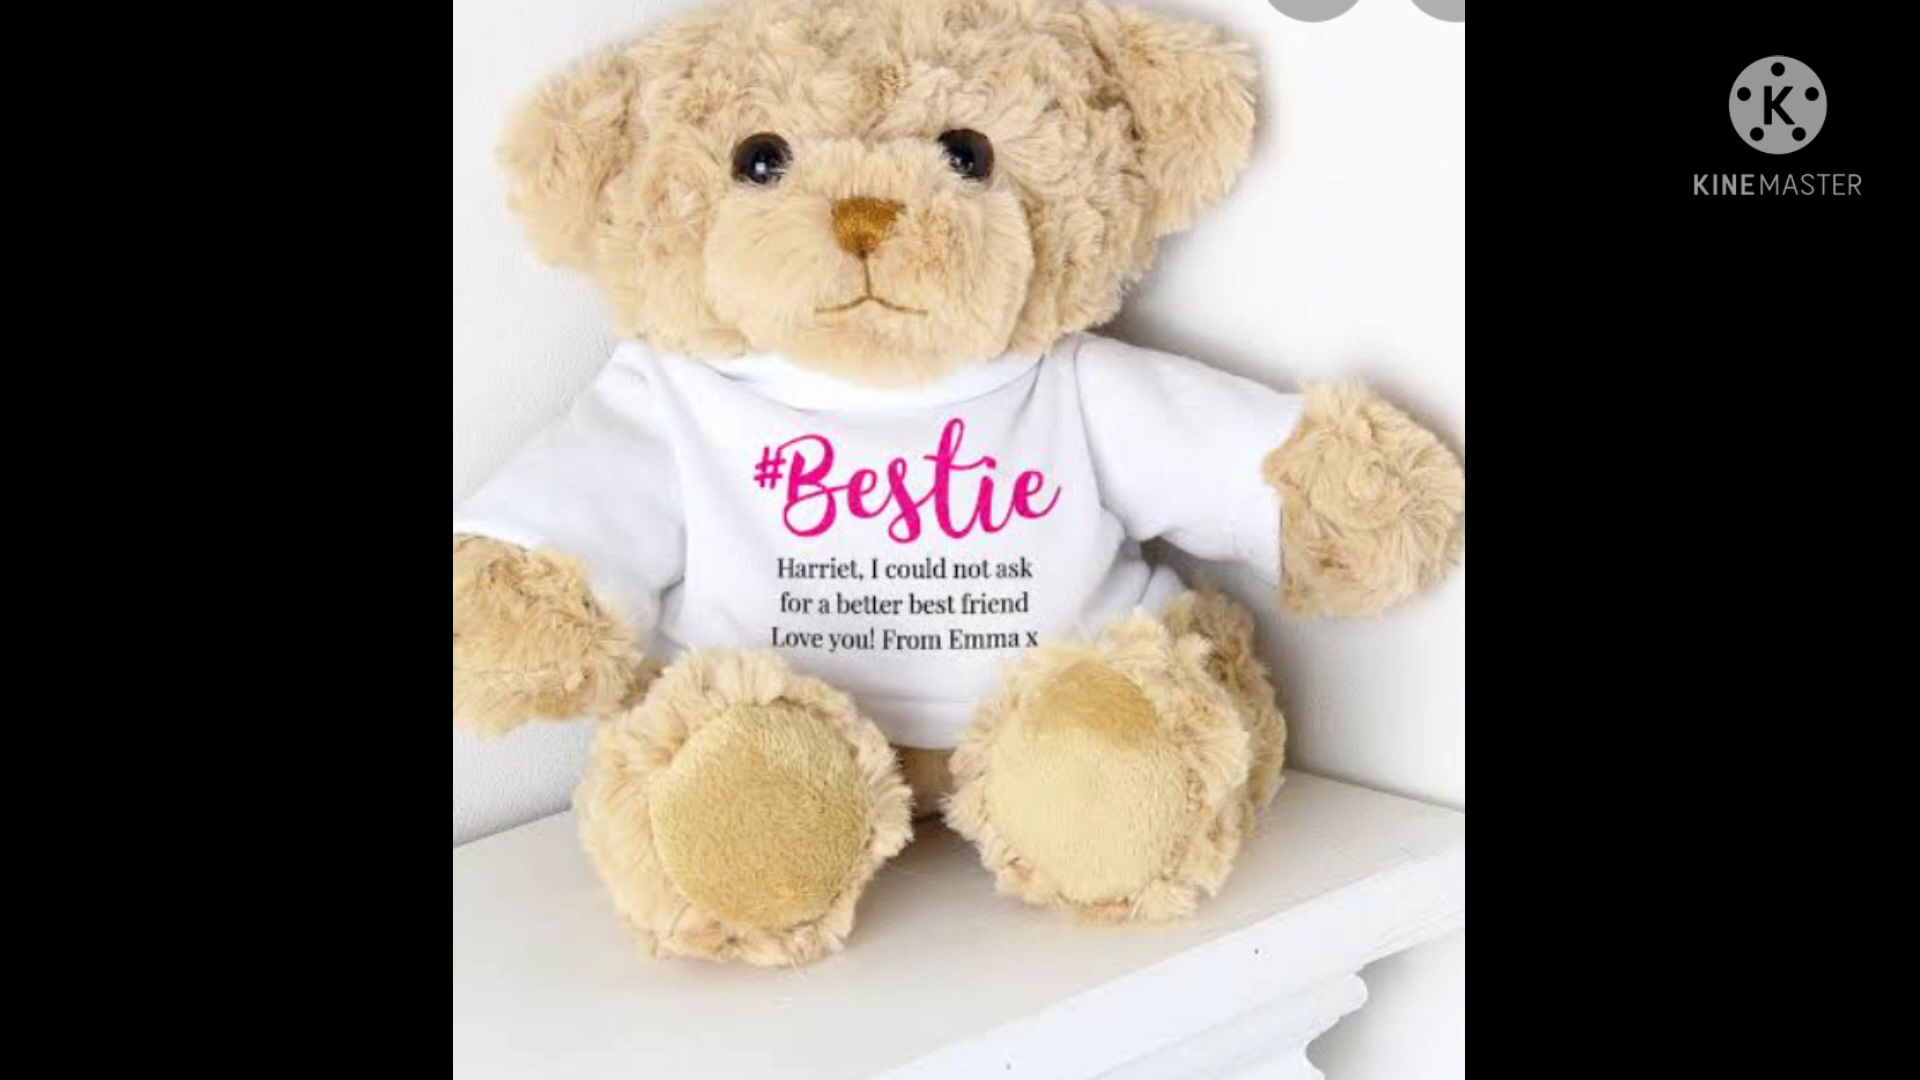 K
KINEMASTER
#Bestie
Harriet, I could not ask
for a better best friend
Love you! From Emma x